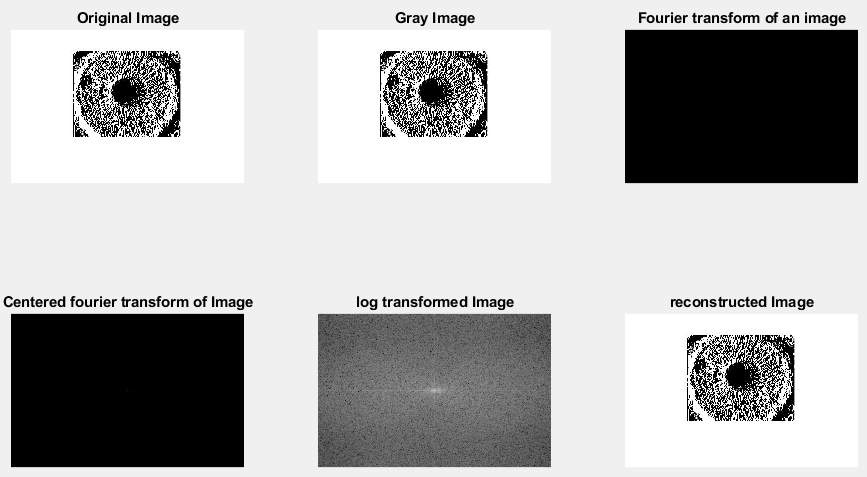 Original Image
Gray Image
Fourier transform of an image
Centered fourier transform of Image
log transformed Image
reconstructed Image